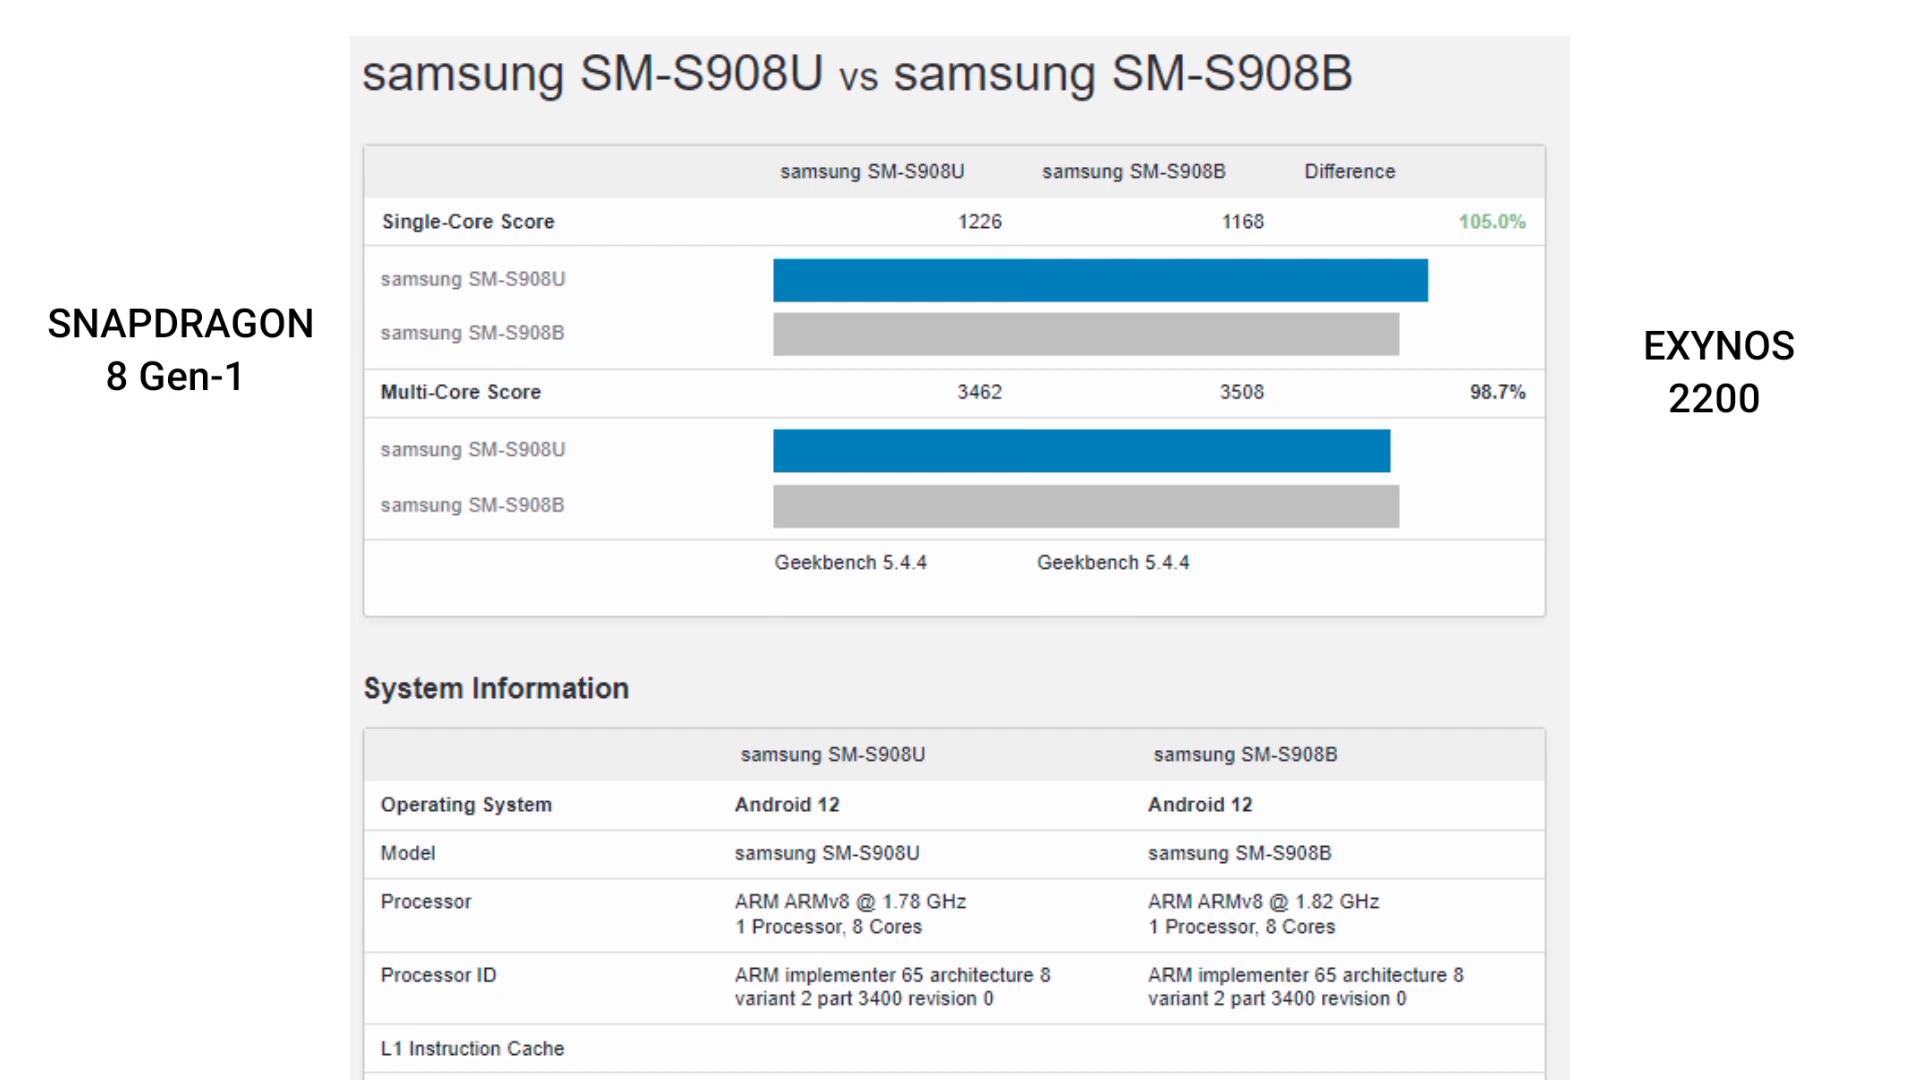 samsung SM-S908U vs samsung SM-S908B
samsung SM-S908U samsung SM-S908B Difference
Single-Core Score 1226 1168 105.0%
samsung SM-S908U
samsung SM-S908B
Multi-Core Score 3462 3508 98.7%
samsung SM-S908U
samsung SM-S908B
Geekbench 5.4.4 Geekbench 5.4.4
SNAPDRAGON
8 Gen-1
EXYNOS
2200
System Information
samsung SM-S908U samsung SM-S908B
Operating System Android 12 Android 12
Model samsung SM-S908U samsung SM-S908B
Processor ARM ARMv8 @ 1.78 GHz ARM ARMv8 @ 1.82 GHz
1 Processor, 8 Cores 1 Processor, 8 Cores
Processor ID ARM implementer 65 architecture 8 ARM implementer 65 architecture 8
variant 2 part 3400 revision 0 variant 2 part 3400 revision 0
L1 Instruction Cache